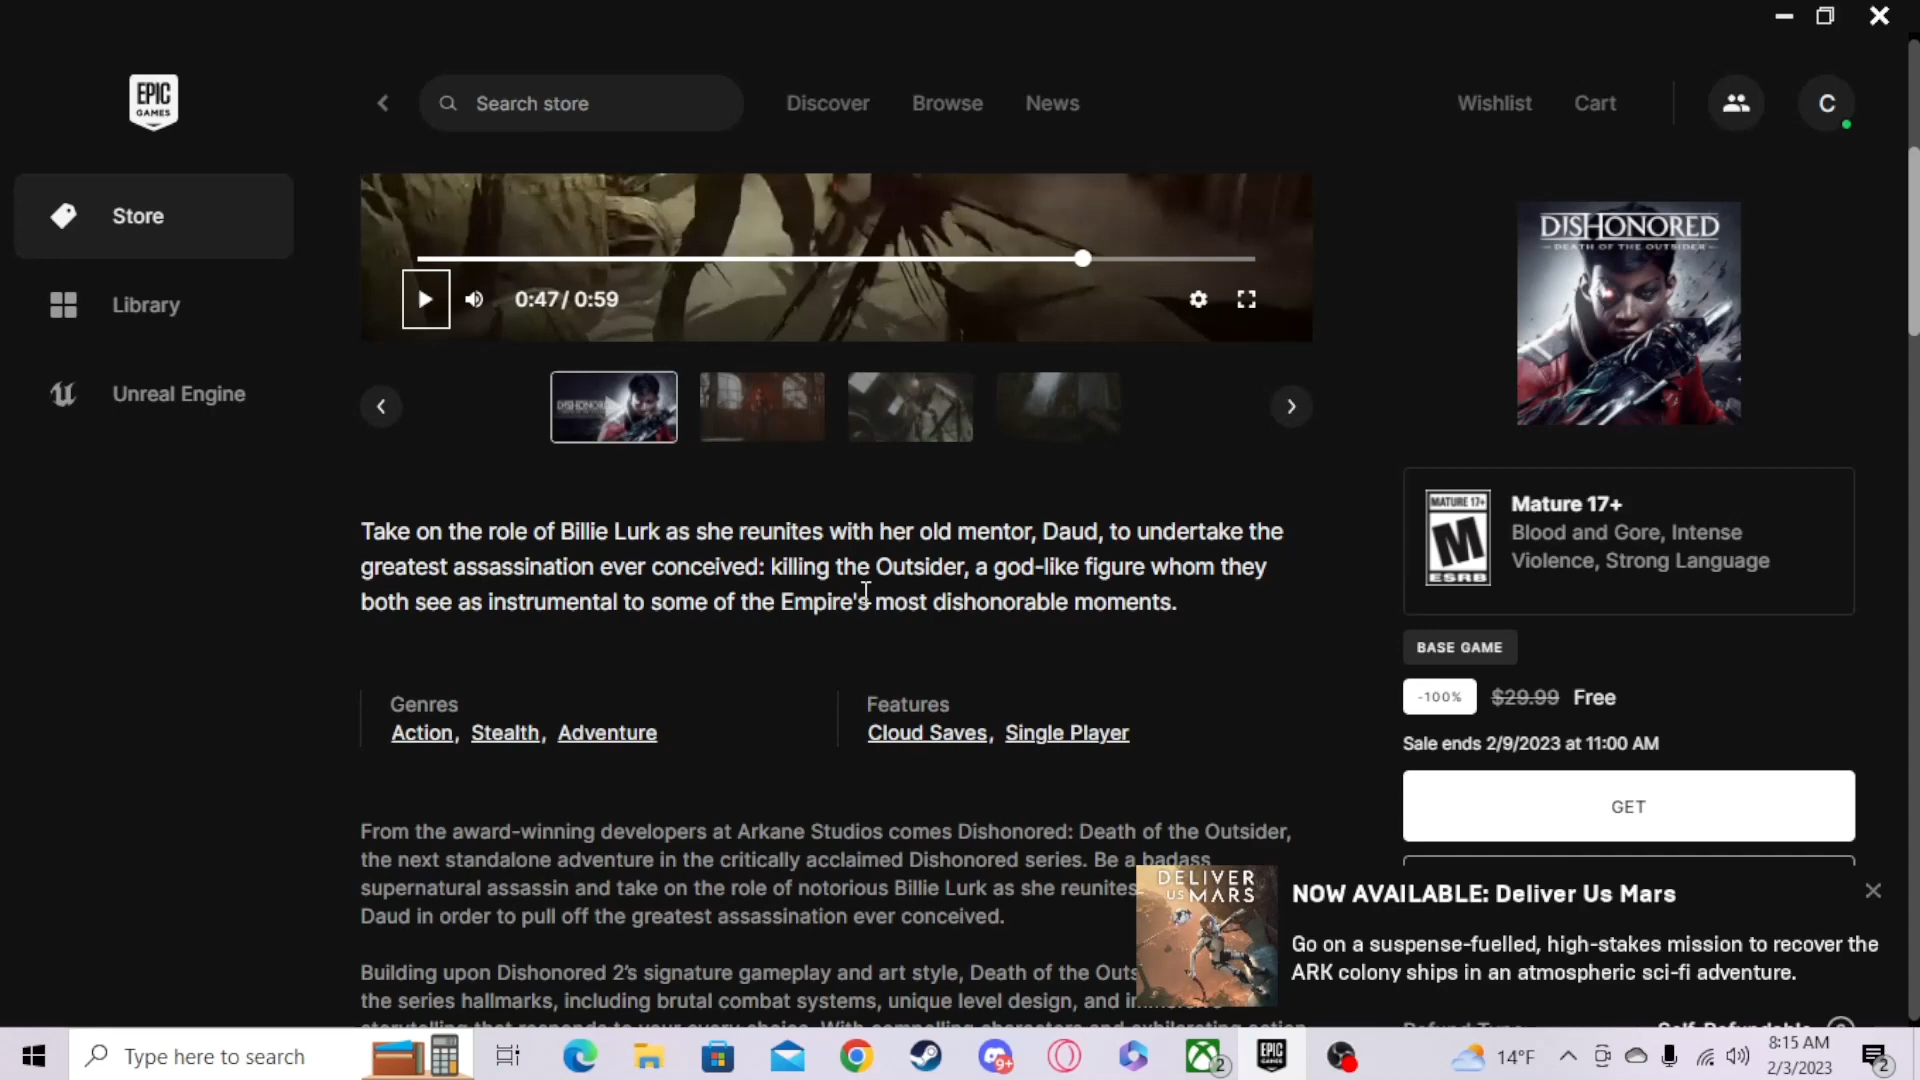 EPIC
GAMES
Search store
Discover
Browse
News
Wishlist
Cart
C
Store
Library
Unreal Engine
0:47 / 0:59
DISHONORED
DEATH OF THE OUTSIDER
Take on the role of Billie Lurk as she reunites with her old mentor, Daud, to undertake the
greatest assassination ever conceived: killing the Outsider, a god-like figure whom they
both see as instrumental to some of the Empire's most dishonorable moments.
MATURE 17+
M
ESRB
Mature 17+
Blood and Gore, Intense
Violence, Strong Language
BASE GAME
-100% $29.99 Free
Sale ends 2/9/2023 at 11:00 AM
GET
Genres
Action, Stealth, Adventure
Features
Cloud Saves, Single Player
From the award-winning developers at Arkane Studios comes Dishonored: Death of the Outsider,
the next standalone adventure in the critically acclaimed Dishonored series. Be a badass
supernatural assassin and take on the role of notorious Billie Lurk as she reunites
Daud in order to pull off the greatest assassination ever conceived.
Building upon Dishonored 2's signature gameplay and art style, Death of the Outs
the series hallmarks, including brutal combat systems, unique level design, and
DELIVER
US MARS
NOW AVAILABLE: Deliver Us Mars
Go on a suspense-fuelled, high-stakes mission to recover the
ARK colony ships in an atmospheric sci-fi adventure.
Type here to search
9+
2
EPIC
GAMES
14°F
8:15 AM
2/3/2023
2